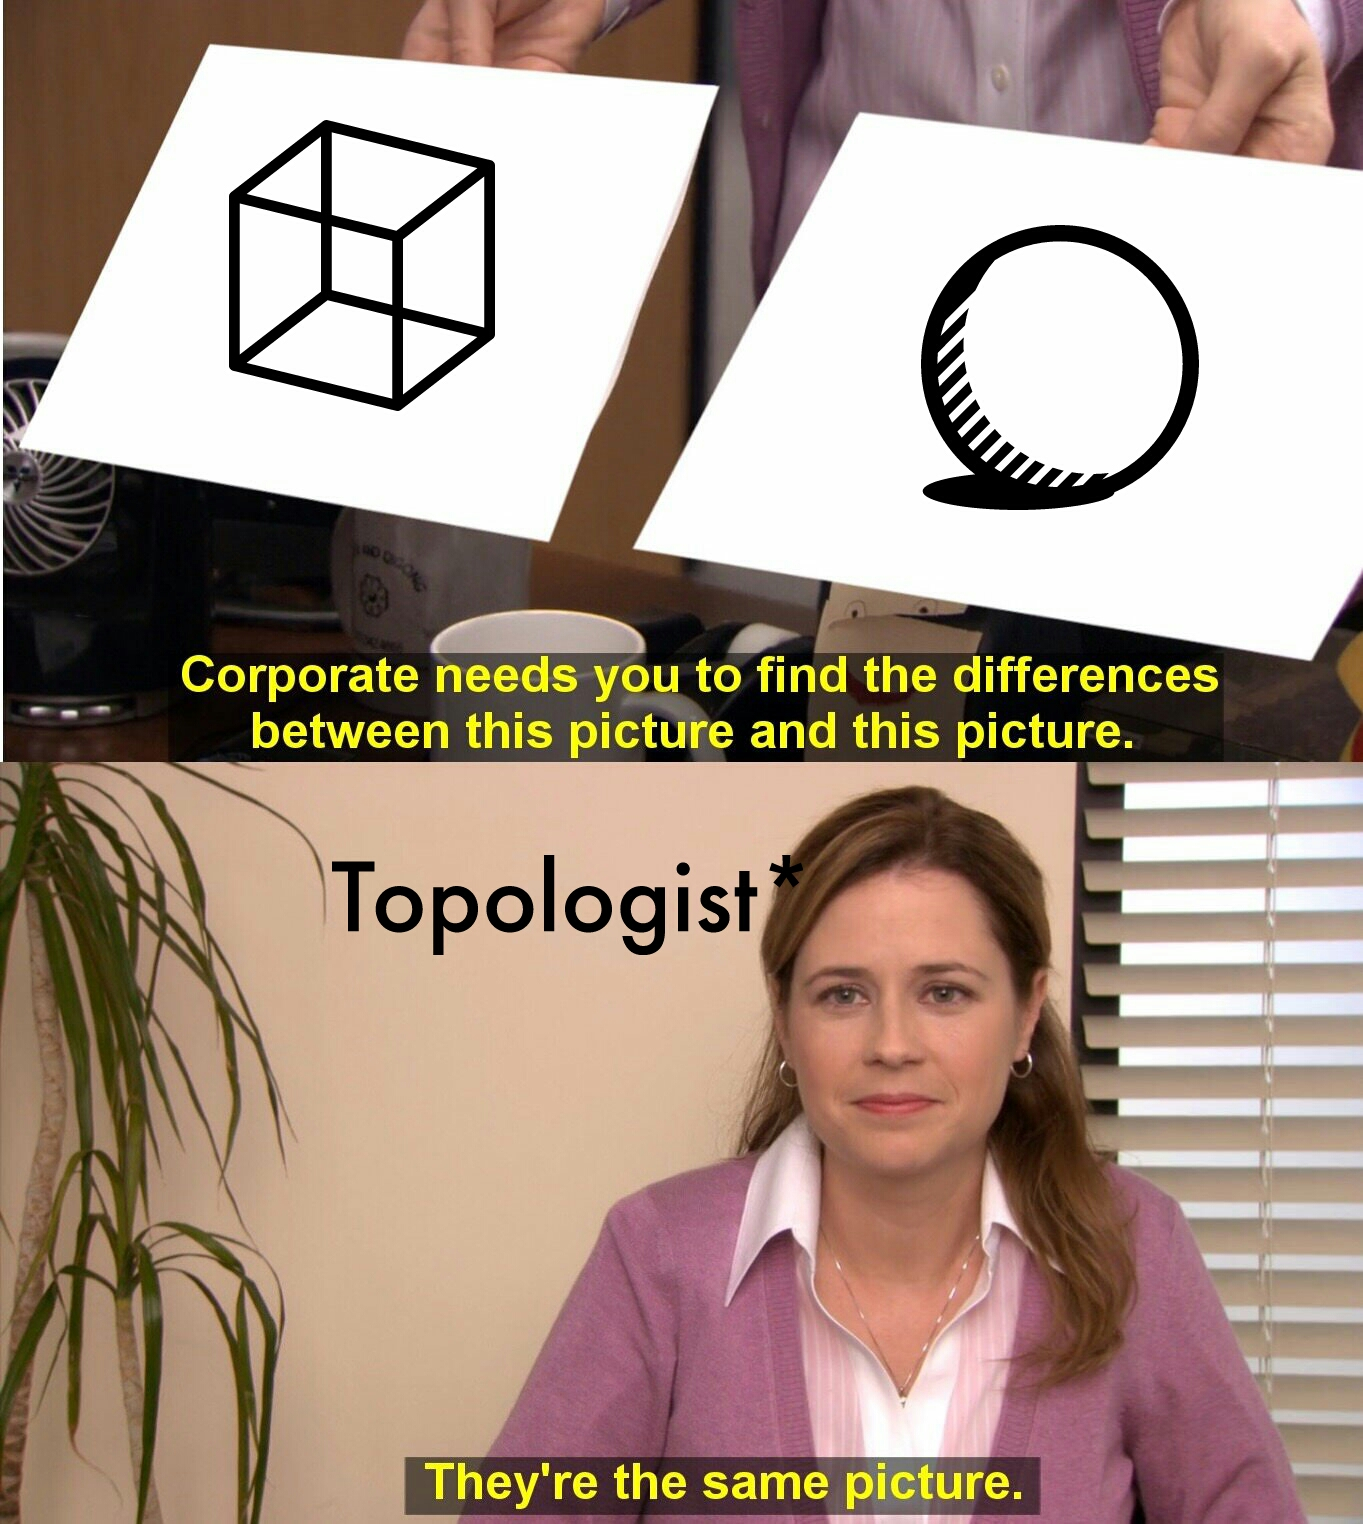 Corporate needs you to find the differences
between this picture and this picture.
Topologist*
They're the same picture.